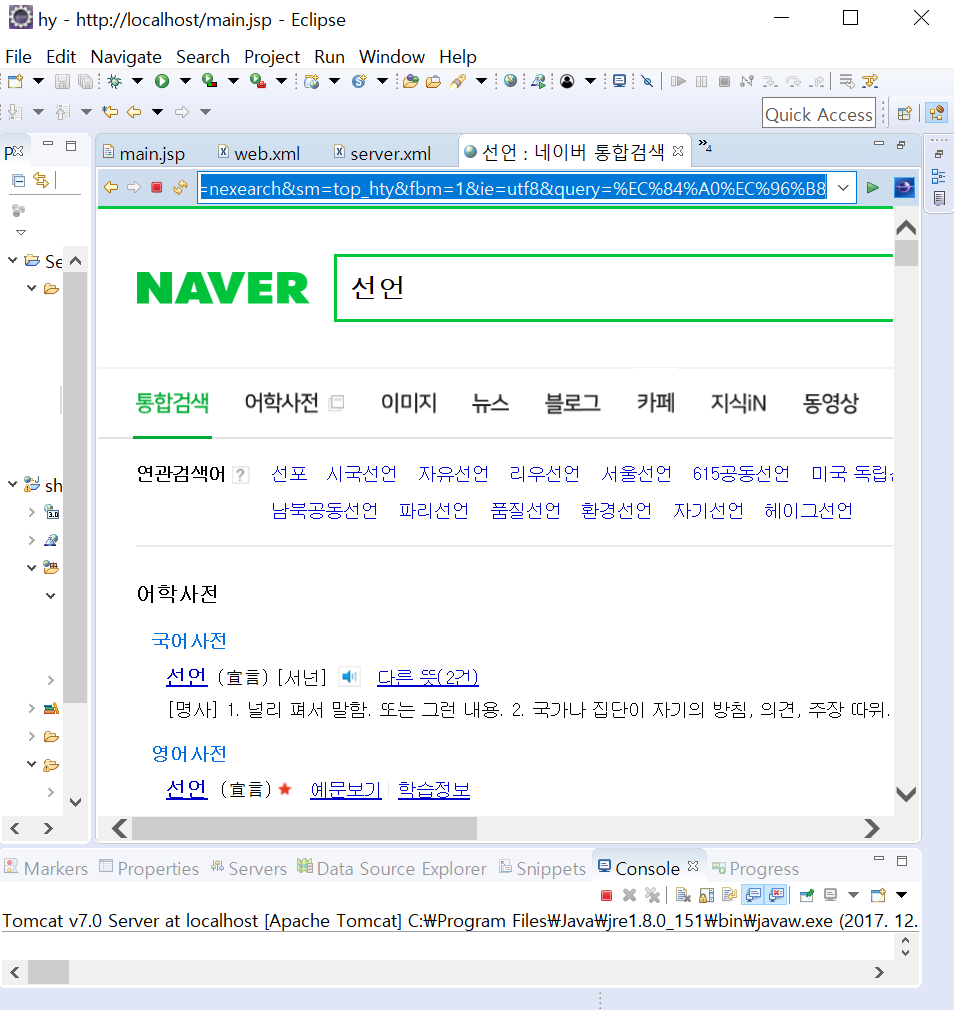 hy - http://localhost/main.jsp - Eclipse
File Edit Navigate Search Project Run Window Help
Quick Access
P
main.jsp web.xml server.xml 선언 : 네이버 통합검색 »4
=nexearch&sm=top_hty&fbm=1&ie=utf8&query=%EC%84%A0%EC%96%B8
Se
NAVER 선언
통합검색 어학사전 이미지 뉴스 블로그 카페 지식iN 동영상
연관검색어 ? 선포 시국선언 자유선언 리우선언 서울선언 615공동선언 미국 독립
sh
3.0
남북공동선언 파리선언 품질선언 환경선언 자기선언 헤이그선언
어학사전
국어사전
선언 (宣言) [서넌] 다른 뜻(2건)
[명사] 1. 널리 펴서 말함. 또는 그런 내용. 2. 국가나 집단이 자기의 방침, 의견, 주장 따위.
영어사전
선언 (宣言) ★ 예문보기 학습정보
Markers Properties Servers Data Source Explorer Snippets Console Progress
Tomcat v7.0 Server at localhost [Apache Tomcat] C:₩Program Files₩Java₩jre1.8.0_151₩bin₩javaw.exe (2017. 12.